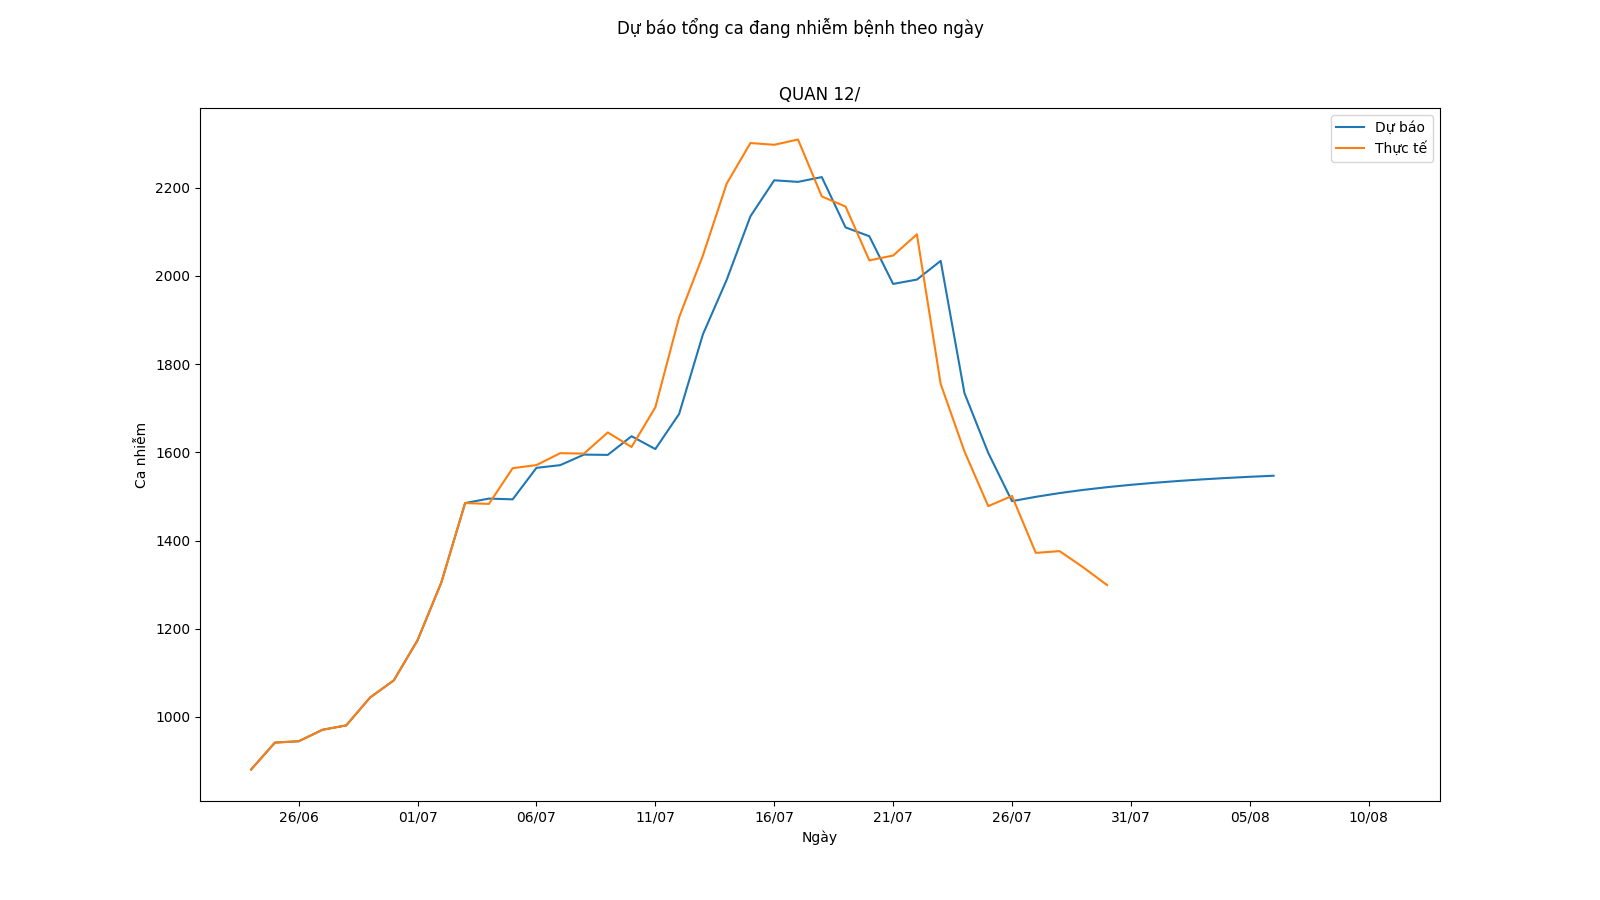 Dự báo tổng ca đang nhiễm bệnh theo ngày
QUAN 12/
Dự báo
Thực tế
2200
2000
1800
1600
1400
1200
1000
Ca nhiễm
26/06 01/07 06/07 11/07 16/07 21/07 26/07 31/07 05/08 10/08
Ngày